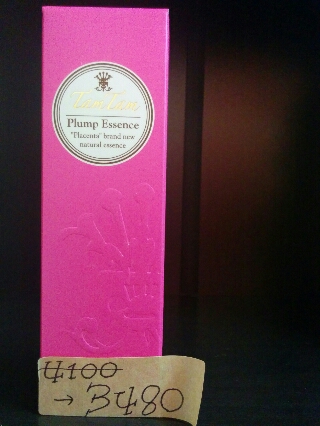 Plump Essence
"Placenta" brand new
natural essence
4100
→ 3480